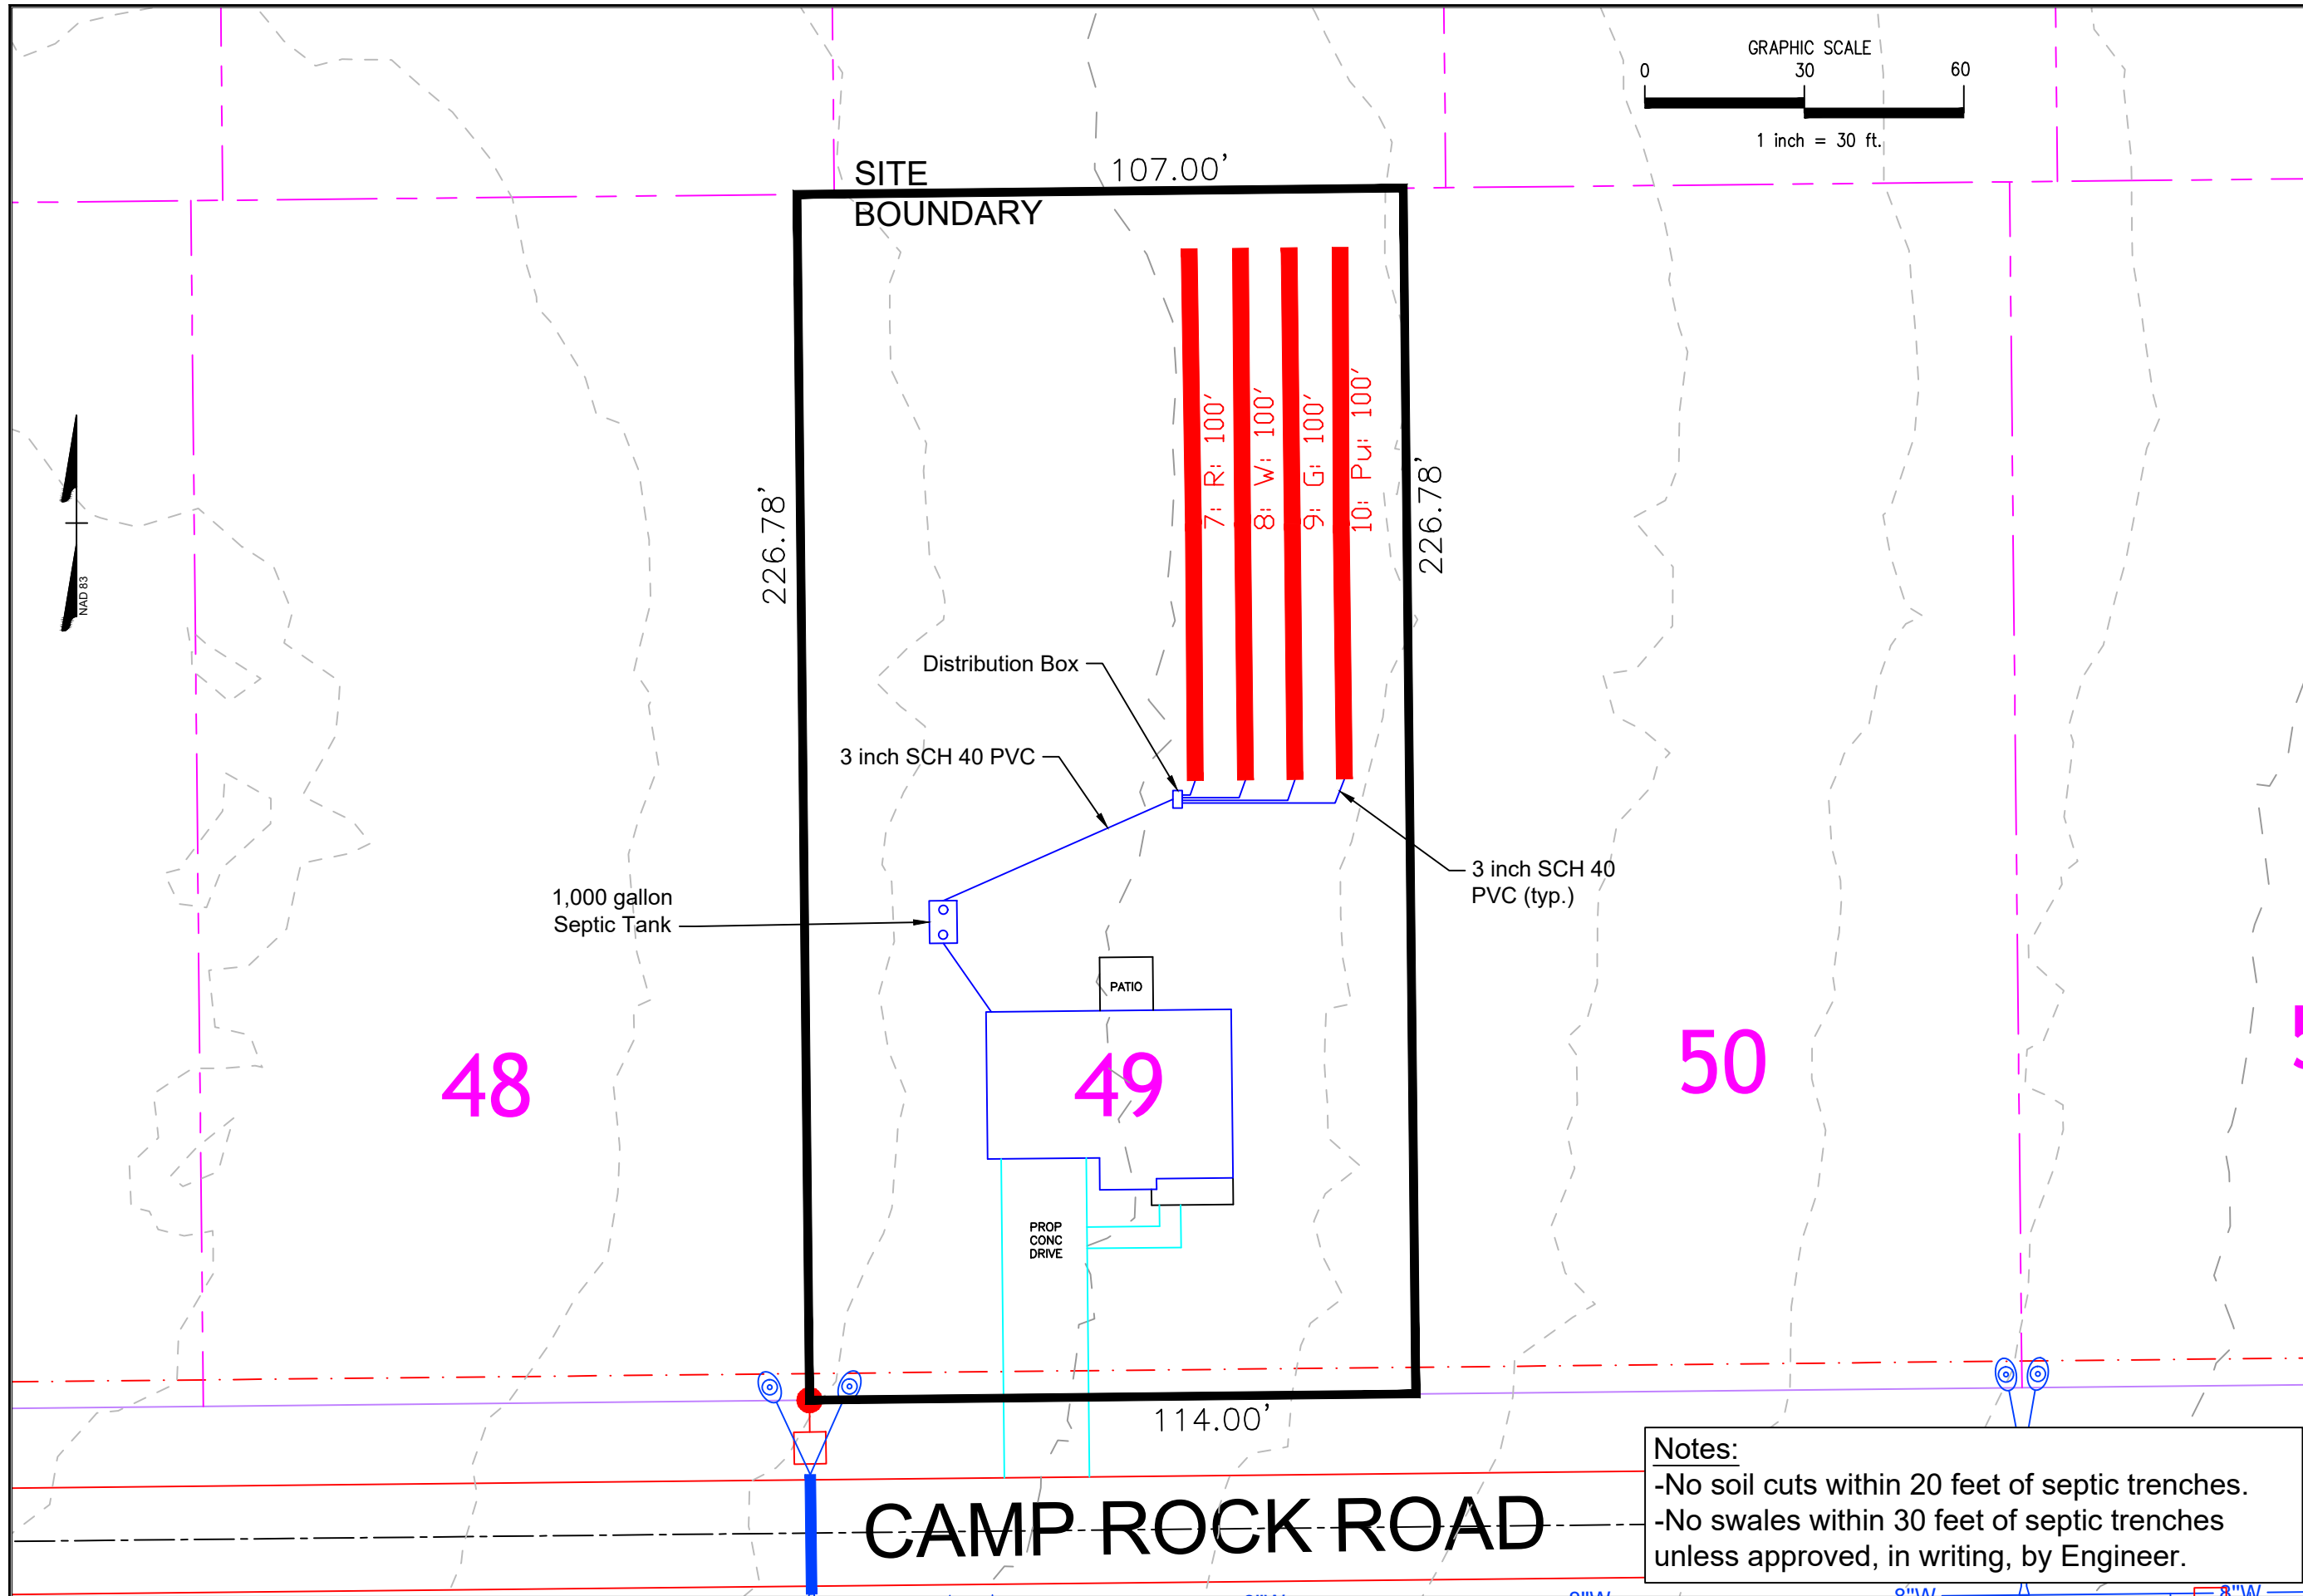 GRAPHIC SCALE
0 30 60
1 inch = 30 ft.
SITE
BOUNDARY
107.00'
226.78'
226.78'
7: R: 100'
8: W: 100'
9: G: 100'
10: Pu: 100'
NAD 83
Distribution Box
3 inch SCH 40 PVC
3 inch SCH 40
PVC (typ.)
1,000 gallon
Septic Tank
PATIO
48
49
50
PROP
CONC
DRIVE
114.00'
CAMP ROCK ROAD
Notes:
-No soil cuts within 20 feet of septic trenches.
-No swales within 30 feet of septic trenches
unless approved, in writing, by Engineer.
8"W
8"W